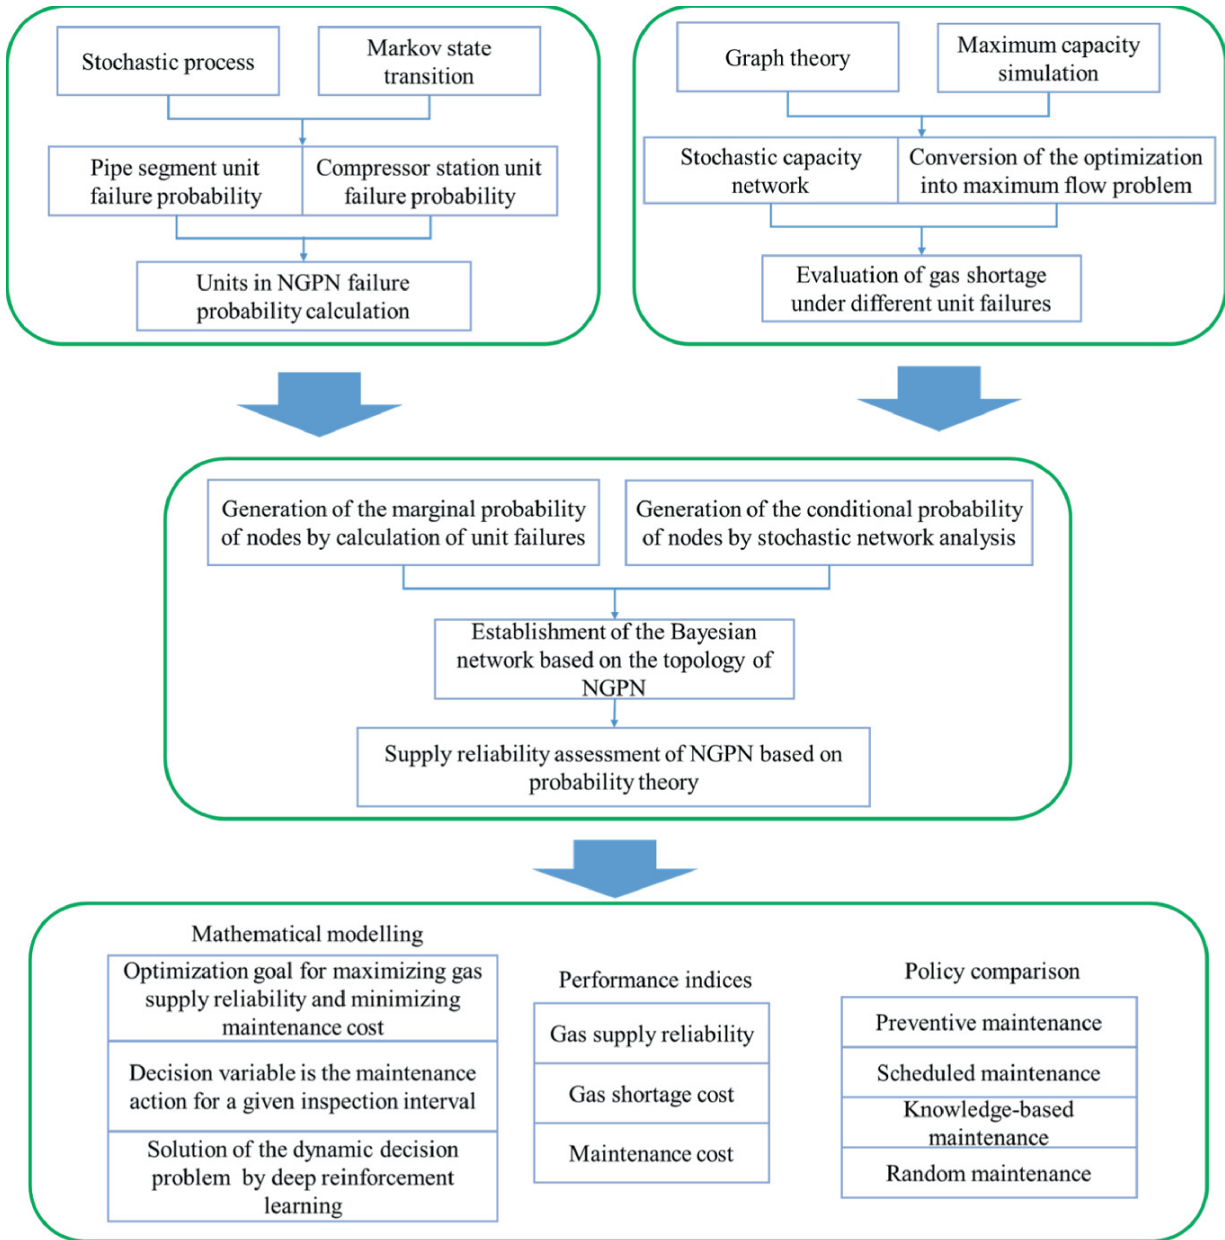 Stochastic process
Markov state
transition
Pipe segment unit
failure probability
Compressor station unit
failure probability
Units in NGPN failure
probability calculation
Graph theory
Maximum capacity
simulation
Stochastic capacity
network
Conversion of the optimization
into maximum flow problem
Evaluation of gas shortage
under different unit failures
Generation of the marginal probability
of nodes by calculation of unit failures
Generation of the conditional probability
of nodes by stochastic network analysis
Establishment of the Bayesian
network based on the topology of
NGPN
Supply reliability assessment of NGPN based on
probability theory
Mathematical modelling
Optimization goal for maximizing gas
supply reliability and minimizing
maintenance cost
Decision variable is the maintenance
action for a given inspection interval
Solution of the dynamic decision
problem by deep reinforcement
learning
Performance indices
Gas supply reliability
Gas shortage cost
Maintenance cost
Policy comparison
Preventive maintenance
Scheduled maintenance
Knowledge-based
maintenance
Random maintenance